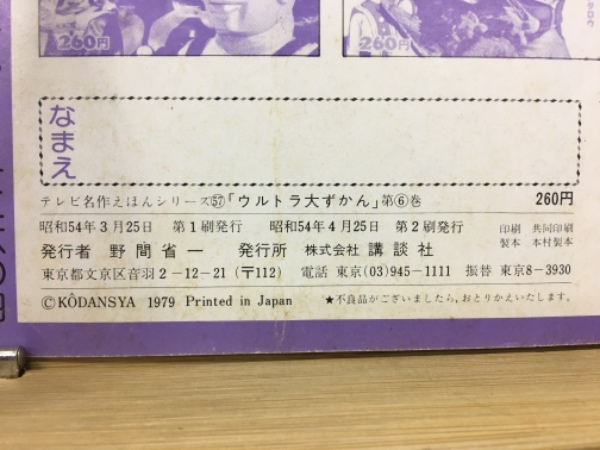 260円
260円
タロウ
なまえ
テレビ名作えほんシリーズ57「ウルトラ大ずかん」第⑥巻 260円
昭和54年3月25日 第1刷発行 昭和54年4月25日 第2刷発行
印刷 共同印刷
製本 本村製本
発行者 野間省一 発行所 株式会社 講談社
東京都文京区音羽2-12-21(〒112) 電話 東京(03)945-1111 振替 東京8-3930
©KÔDANSYA 1979 Printed in Japan ★不良品がございましたら,おとりかえいたします。